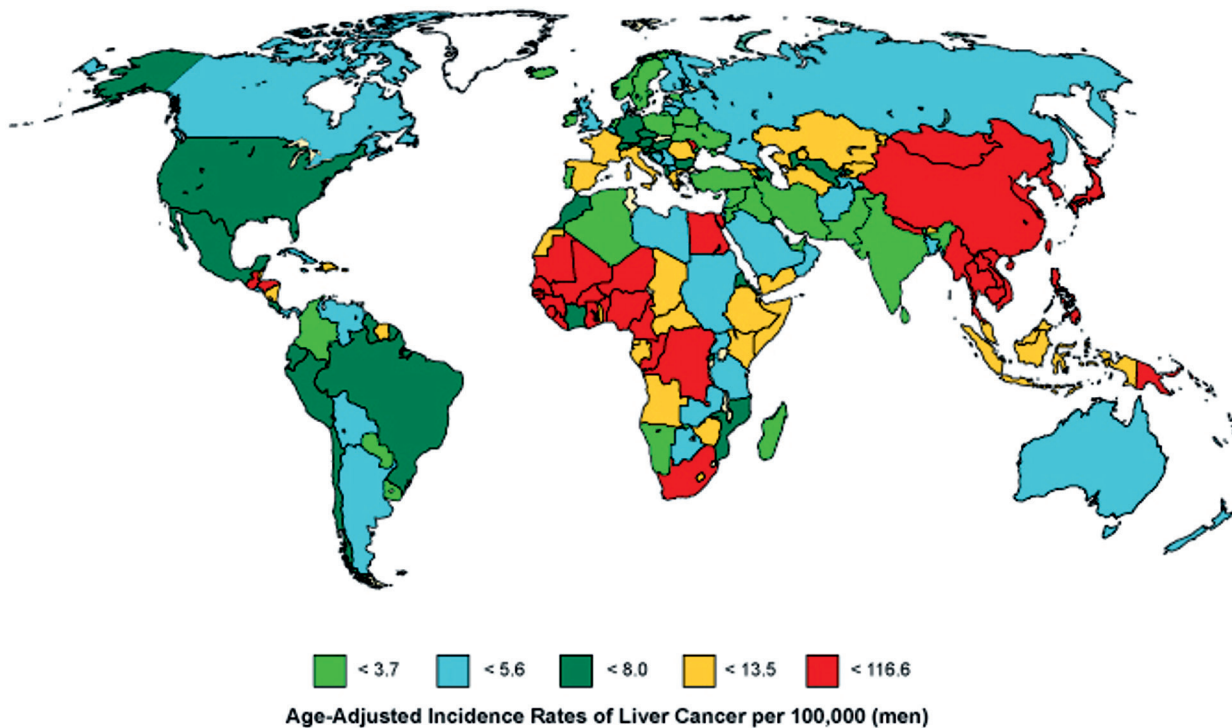 < 3.7 < 5.6 < 8.0 < 13.5 < 116.6
Age-Adjusted Incidence Rates of Liver Cancer per 100,000 (men)